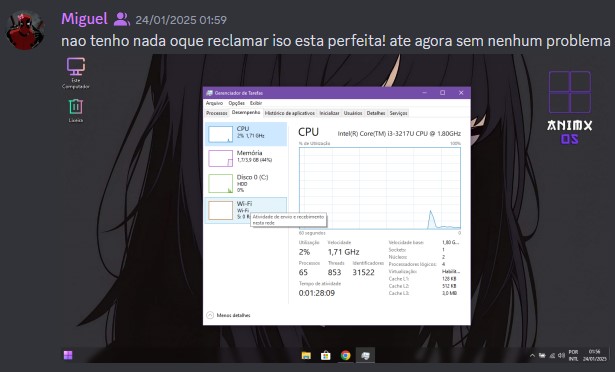 Miguel 24/01/2025 01:59
nao tenho nada oque reclamar iso esta perfeita! ate agora sem nenhum problema
Este
Computador
Lixeira
ANIMX
OS
Gerenciador de Tarefas
Arquivo Opções Exibir
Processos Desempenho Histórico de aplicativos Inicializar Usuários Detalhes Serviços
CPU
2% 1,71 GHz
Memória
1,7/3,9 GB (44%)
Disco 0 (C:)
HDD
0%
Wi-Fi
Wi-Fi
Atividade de envio e recebimento
nesta rede
CPU Intel(R) Core(TM) i3-3217U CPU @ 1.80GHz
% de Utilização 100%
60 segundos 0
Utilização Velocidade
2% 1,71 GHz
Processos Threads Identificadores
65 853 31522
Tempo de atividade
0:01:28:09
Velocidade base: 1,80 G...
Sockets: 1
Núcleos: 2
Processadores lógicos: 4
Virtualização: Habilit...
Cache L1: 128 KB
Cache L2: 512 KB
Cache L3: 3,0 MB
Menos detalhes
POR
INTL
01:56
24/01/2025